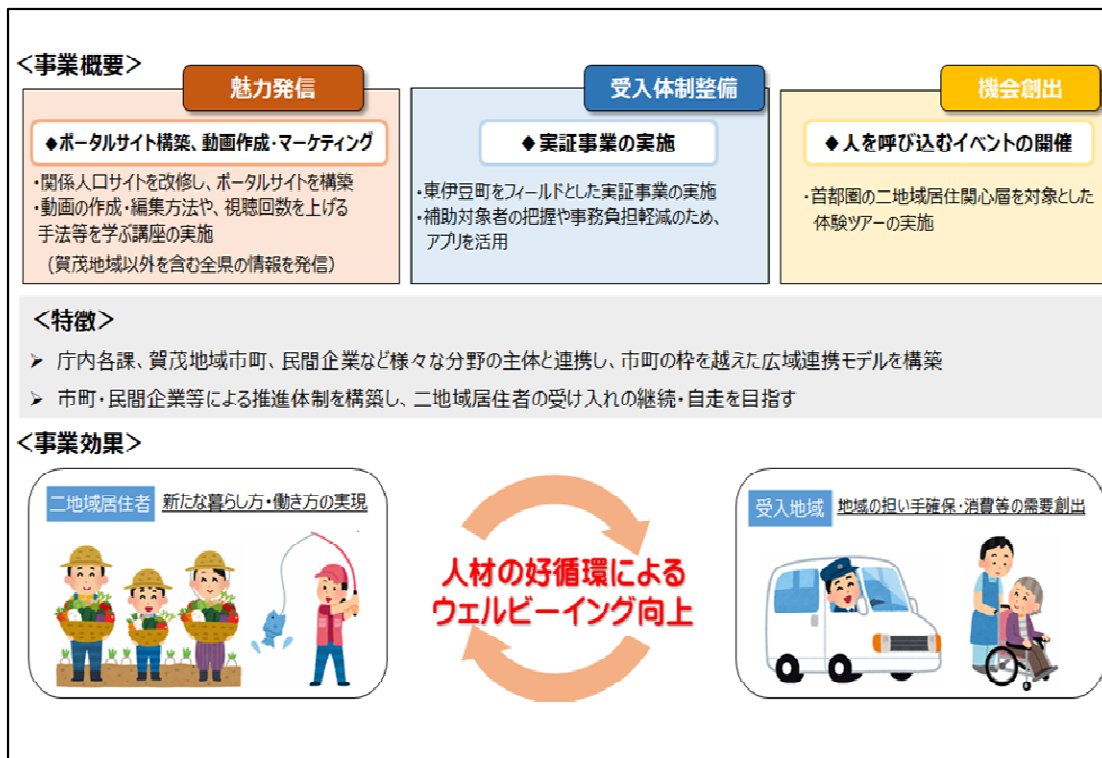 <事業概要>
魅力発信
◆ポータルサイト構築、動画作成・マーケティング
・関係人口サイトを改修し、ポータルサイトを構築
・動画の作成・編集方法や、視聴回数を上げる
手法等を学ぶ講座の実施
(賀茂地域以外を含む全県の情報を発信)
受入体制整備
◆実証事業の実施
・東伊豆町をフィールドとした実証事業の実施
・補助対象者の把握や事務負担軽減のため、
アプリを活用
機会創出
◆人を呼び込むイベントの開催
・首都圏の二地域居住関心層を対象とした
体験ツアーの実施
<特徴>
➢ 庁内各課、賀茂地域市町、民間企業など様々な分野の主体と連携し、市町の枠を越えた広域連携モデルを構築
➢ 市町・民間企業等による推進体制を構築し、二地域居住者の受け入れの継続・自走を目指す
<事業効果>
二地域居住者 新たな暮らし方・働き方の実現
人材の好循環による
ウェルビーイング向上
受入地域 地域の担い手確保・消費等の需要創出